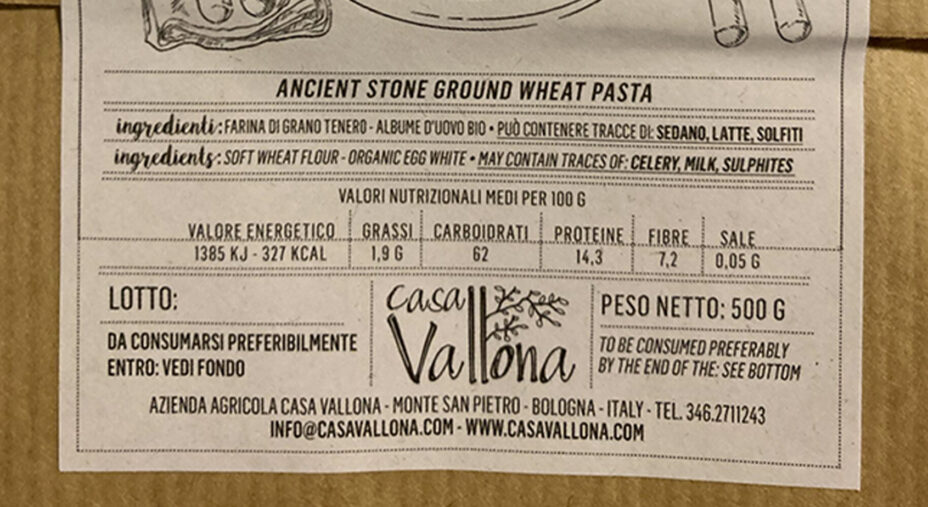 ANCIENT STONE GROUND WHEAT PASTA
ingredienti: FARINA DI GRANO TENERO - ALBUME D'UOVO BIO • PUÒ CONTENERE TRACCE DI: SEDANO, LATTE, SOLFITI
ingredients: SOFT WHEAT FLOUR - ORGANIC EGG WHITE • MAY CONTAIN TRACES OF: CELERY, MILK, SULPHITES
VALORI NUTRIZIONALI MEDI PER 100 G
VALORE ENERGETICO GRASSI CARBOIDRATI PROTEINE FIBRE SALE
1385 KJ - 327 KCAL 1,9 G 62 14,3 7,2 0,05 G
LOTTO:
DA CONSUMARSI PREFERIBILMENTE
ENTRO: VEDI FONDO
casa
Vallona
PESO NETTO: 500 G
TO BE CONSUMED PREFERABLY
BY THE END OF THE: SEE BOTTOM
AZIENDA AGRICOLA CASA VALLONA - MONTE SAN PIETRO - BOLOGNA - ITALY - TEL. 346.2711243
INFO@CASAVALLONA.COM - WWW.CASAVALLONA.COM